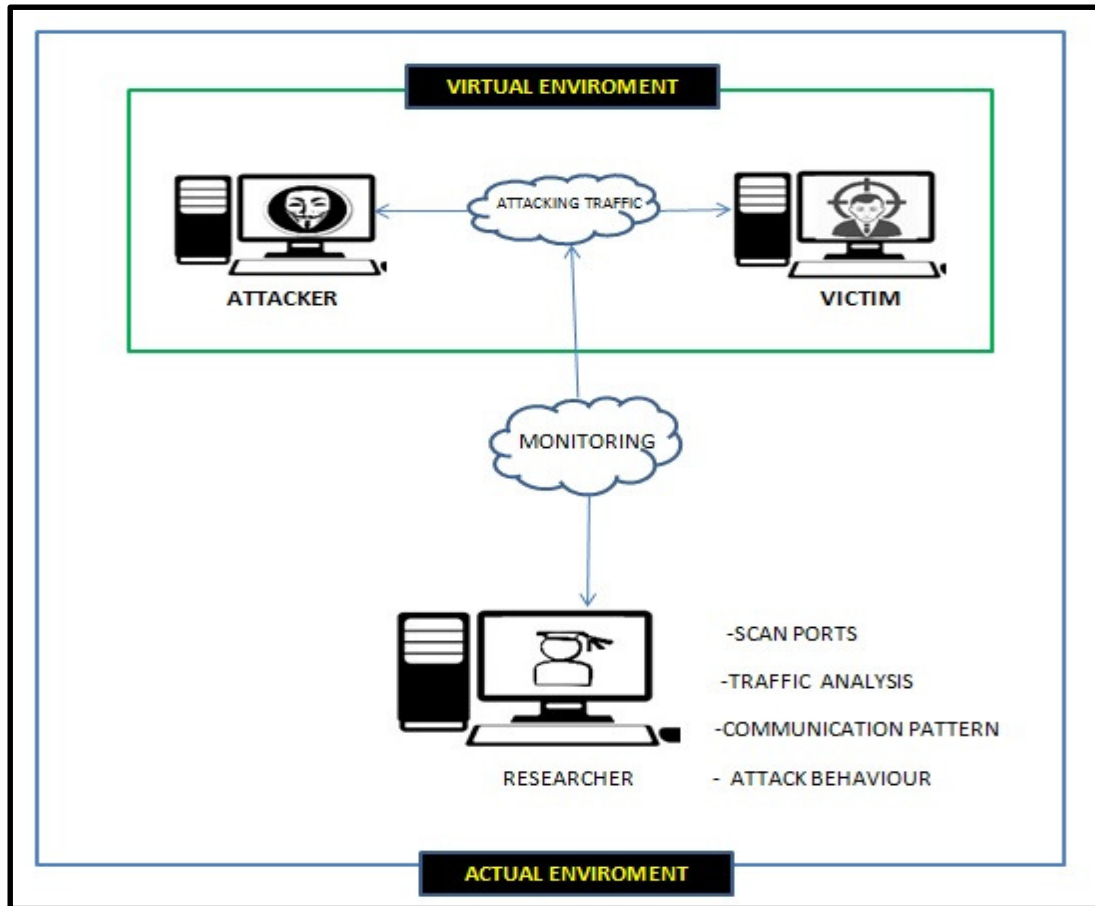 VIRTUAL ENVIROMENT
ATTACKING TRAFFIC
ATTACKER
VICTIM
MONITORING
-SCAN PORTS
-TRAFFIC ANALYSIS
-COMMUNICATION PATTERN
RESEARCHER
- ATTACK BEHAVIOUR
ACTUAL ENVIROMENT